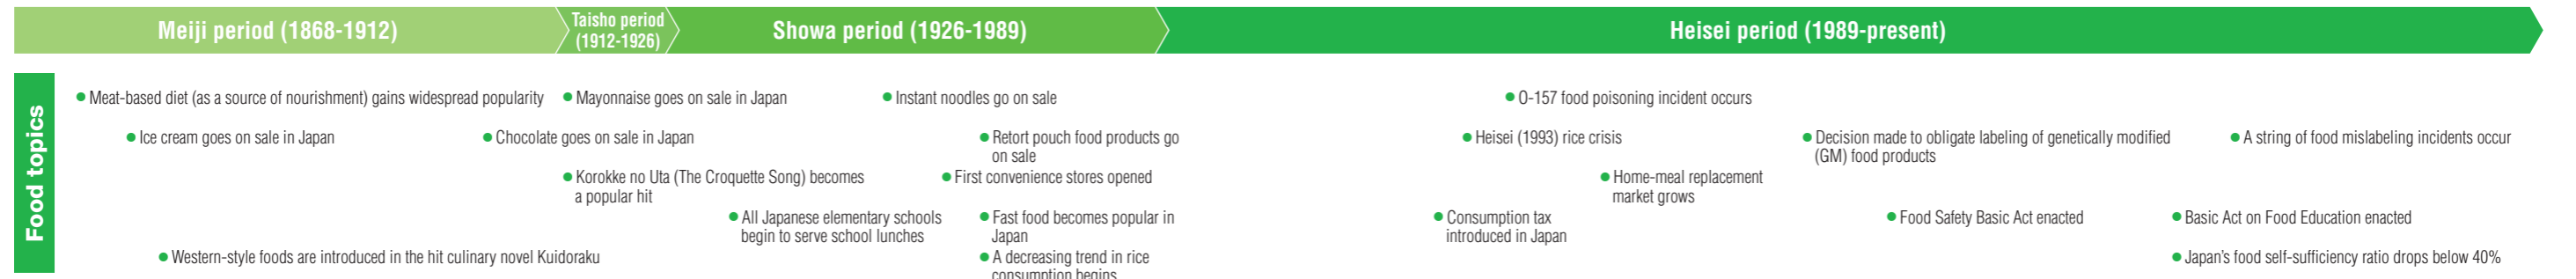 Meiji period (1868-1912)
Taisho period
(1912-1926)
Showa period (1926-1989)
Heisei period (1989-present)
Food topics
Meat-based diet (as a source of nourishment) gains widespread popularity
Mayonnaise goes on sale in Japan
Instant noodles go on sale
O-157 food poisoning incident occurs
Ice cream goes on sale in Japan
Chocolate goes on sale in Japan
Retort pouch food products go
on sale
Heisei (1993) rice crisis
Decision made to obligate labeling of genetically modified
(GM) food products
A string of food mislabeling incidents occur
Korokke no Uta (The Croquette Song) becomes
a popular hit
First convenience stores opened
Home-meal replacement
market grows
All Japanese elementary schools
begin to serve school lunches
Fast food becomes popular in
Japan
Consumption tax
introduced in Japan
Food Safety Basic Act enacted
Basic Act on Food Education enacted
Western-style foods are introduced in the hit culinary novel Kuidoraku
A decreasing trend in rice
consumption begins
Japan's food self-sufficiency ratio drops below 40%